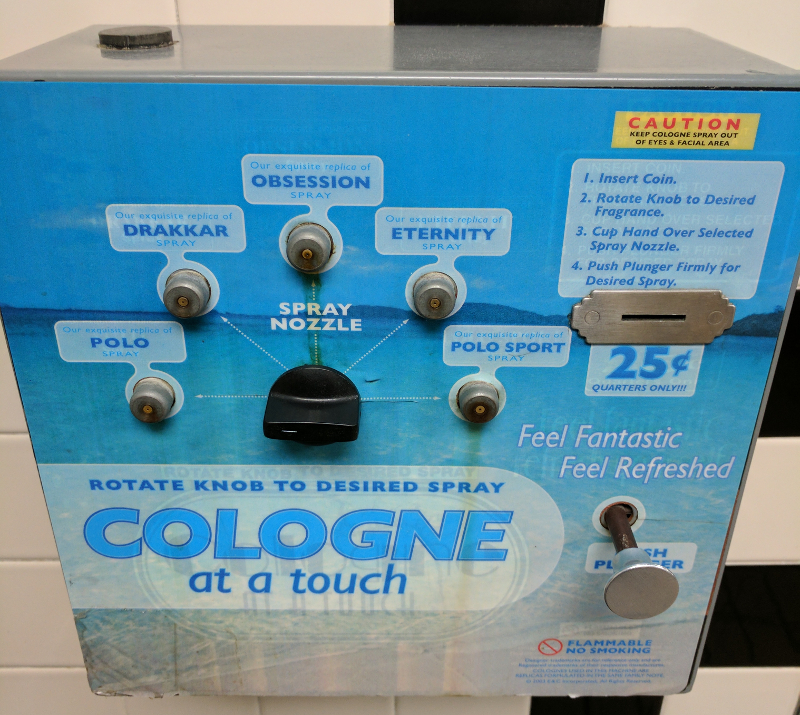 CAUTION
KEEP COLOGNE SPRAY OUT
OF EYES & FACIAL AREA
Our exquisite replica of
OBSESSION
SPRAY
Our exquisite replica of
DRAKKAR
SPRAY
Our exquisite replica of
ETERNITY
SPRAY
Our exquisite replica of
POLO
SPRAY
Our exquisite replica of
POLO SPORT
SPRAY
SPRAY
NOZZLE
1. Insert Coin.
2. Rotate Knob to Desired
Fragrance.
3. Cup Hand Over Selected
Spray Nozzle.
4. Push Plunger Firmly for
Desired Spray.
25¢
QUARTERS ONLY!!!
Feel Fantastic
Feel Refreshed
ROTATE KNOB TO DESIRED SPRAY
COLOGNE
at a touch
FLAMMABLE
NO SMOKING